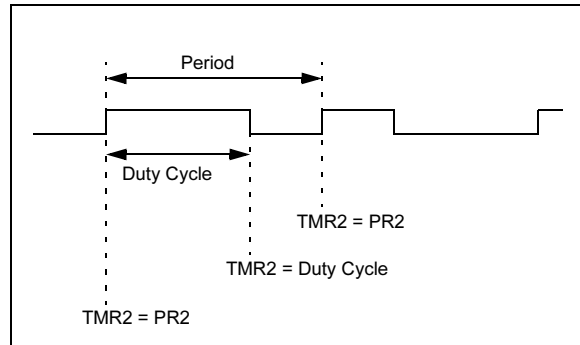 Period
Duty Cycle
TMR2 = PR2
TMR2 = Duty Cycle
TMR2 = PR2